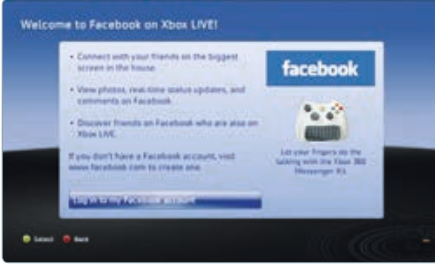 Welcome to Facebook on Xbox LIVE!
• Connect with your friends on the biggest
screen in the house.
• View photos, real-time status updates, and
comments on Facebook.
• Discover friends on Facebook who are also on
Xbox LIVE.
If you don't have a Facebook account, visit
www.facebook.com to create one.
Log in to my Facebook account
facebook
Let your fingers do the
talking with the Xbox 360
Messenger Kit.
Select
Back